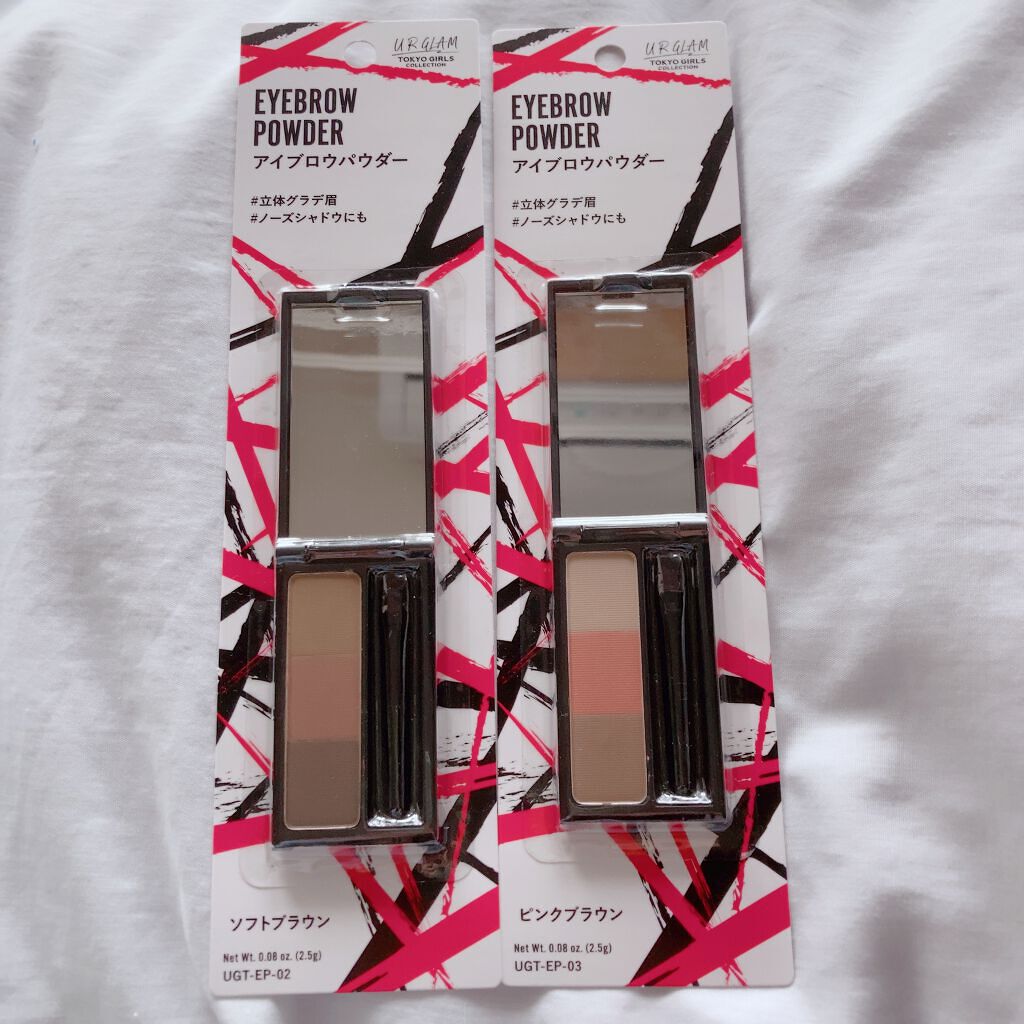 UR GLAM
TOKYO GIRLS
COLLECTION
EYEBROW
POWDER
アイブロウパウダー
#立体グラデ眉
#ノーズシャドウにも
ソフトブラウン
Net Wt. 0.08 oz. (2.5g)
UGT-EP-02
UR GLAM
TOKYO GIRLS
COLLECTION
EYEBROW
POWDER
アイブロウパウダー
#立体グラデ眉
#ノーズシャドウにも
ピンクブラウン
Net Wt. 0.08 oz. (2.5g)
UGT-EP-03